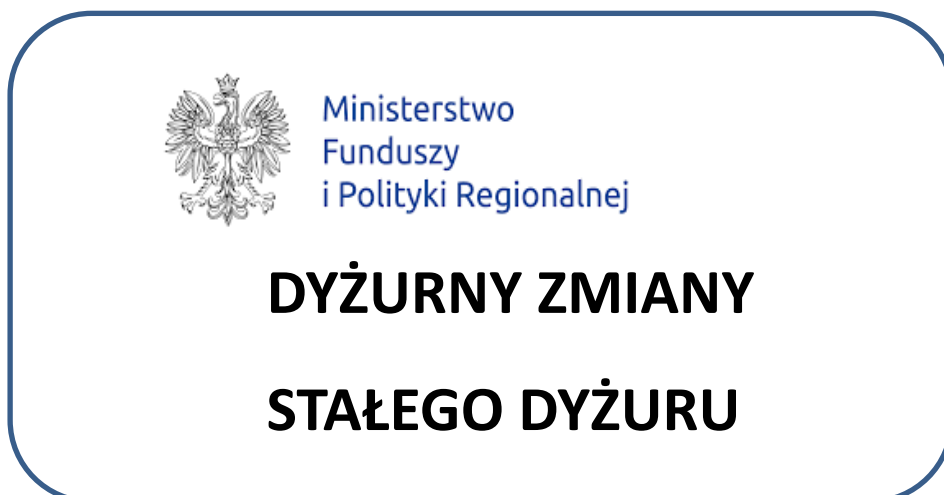 Ministerstwo
Funduszy
i Polityki Regionalnej
DYŻURNY ZMIANY
STAŁEGO DYŻURU